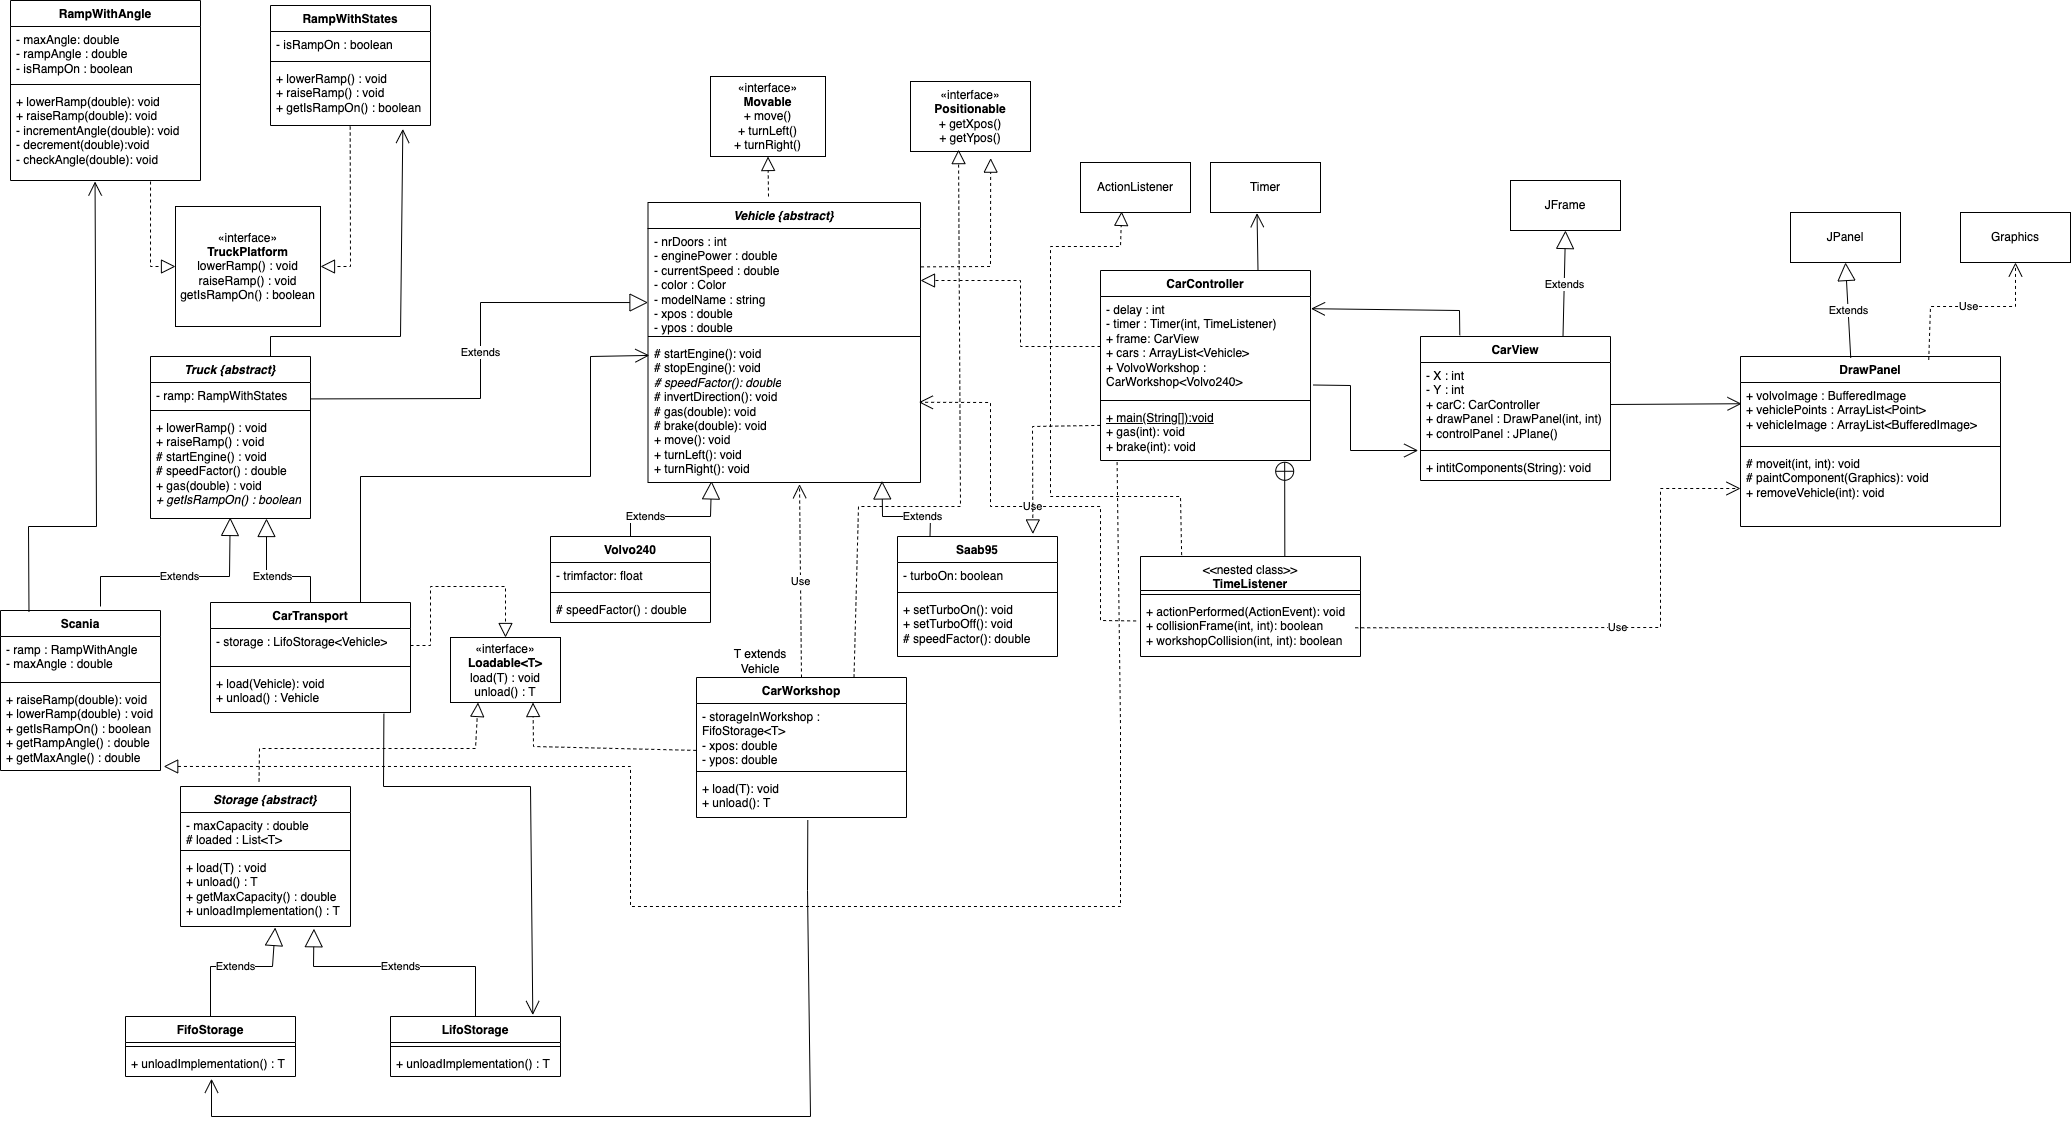 RampWithAngle
- maxAngle: double
- rampAngle : double
- isRampOn : boolean
+ lowerRamp(double): void
+ raiseRamp(double): void
- incrementAngle(double): void
- decrement(double):void
- checkAngle(double): void
RampWithStates
- isRampOn : boolean
+ lowerRamp() : void
+ raiseRamp() : void
+ getIsRampOn() : boolean
«interface»
TruckPlatform
lowerRamp() : void
raiseRamp() : void
getIsRampOn() : boolean
«interface»
Movable
+ move()
+ turnLeft()
+ turnRight()
«interface»
Positionable
+ getXpos()
+ getYpos()
ActionListener
Timer
JFrame
JPanel
Graphics
Vehicle {abstract}
- nrDoors : int
- enginePower : double
- currentSpeed : double
- color : Color
- modelName : string
- xpos : double
- ypos : double
# startEngine(): void
# stopEngine(): void
# speedFactor(): double
# invertDirection(): void
# gas(double): void
# brake(double): void
+ move(): void
+ turnLeft(): void
+ turnRight(): void
CarController
- delay : int
- timer : Timer(int, TimeListener)
+ frame: CarView
+ cars : ArrayList<Vehicle>
+ VolvoWorkshop :
CarWorkshop<Volvo240>
+ main(String[]):void
+ gas(int): void
+ brake(int): void
Extends
CarView
- X : int
- Y : int
+ carC: CarController
+ drawPanel : DrawPanel(int, int)
+ controlPanel : JPlane()
+ intitComponents(String): void
Extends
Use
DrawPanel
+ volvoImage : BufferedImage
+ vehiclePoints : ArrayList<Point>
+ vehicleImage : ArrayList<BufferedImage>
# moveit(int, int): void
# paintComponent(Graphics): void
+ removeVehicle(int): void
Truck {abstract}
- ramp: RampWithStates
+ lowerRamp() : void
+ raiseRamp() : void
# startEngine() : void
# speedFactor() : double
+ gas(double) : void
+ getIsRampOn() : boolean
Extends
Extends
Extends
Extends
Extends
Use
Use
Use
Scania
- ramp : RampWithAngle
- maxAngle : double
+ raiseRamp(double): void
+ lowerRamp(double) : void
+ getIsRampOn() : boolean
+ getRampAngle() : double
+ getMaxAngle() : double
CarTransport
- storage : LifoStorage<Vehicle>
+ load(Vehicle): void
+ unload() : Vehicle
«interface»
Loadable<T>
load(T) : void
unload() : T
Volvo240
- trimfactor: float
# speedFactor() : double
Saab95
- turboOn: boolean
+ setTurboOn(): void
+ setTurboOff(): void
# speedFactor(): double
<<nested class>>
TimeListener
+ actionPerformed(ActionEvent): void
+ collisionFrame(int, int): boolean
+ workshopCollision(int, int): boolean
T extends
Vehicle
CarWorkshop
- storageInWorkshop :
FifoStorage<T>
- xpos: double
- ypos: double
+ load(T): void
+ unload(): T
Storage {abstract}
- maxCapacity : double
# loaded : List<T>
+ load(T) : void
+ unload() : T
+ getMaxCapacity() : double
+ unloadImplementation() : T
Extends
Extends
FifoStorage
+ unloadImplementation() : T
LifoStorage
+ unloadImplementation() : T